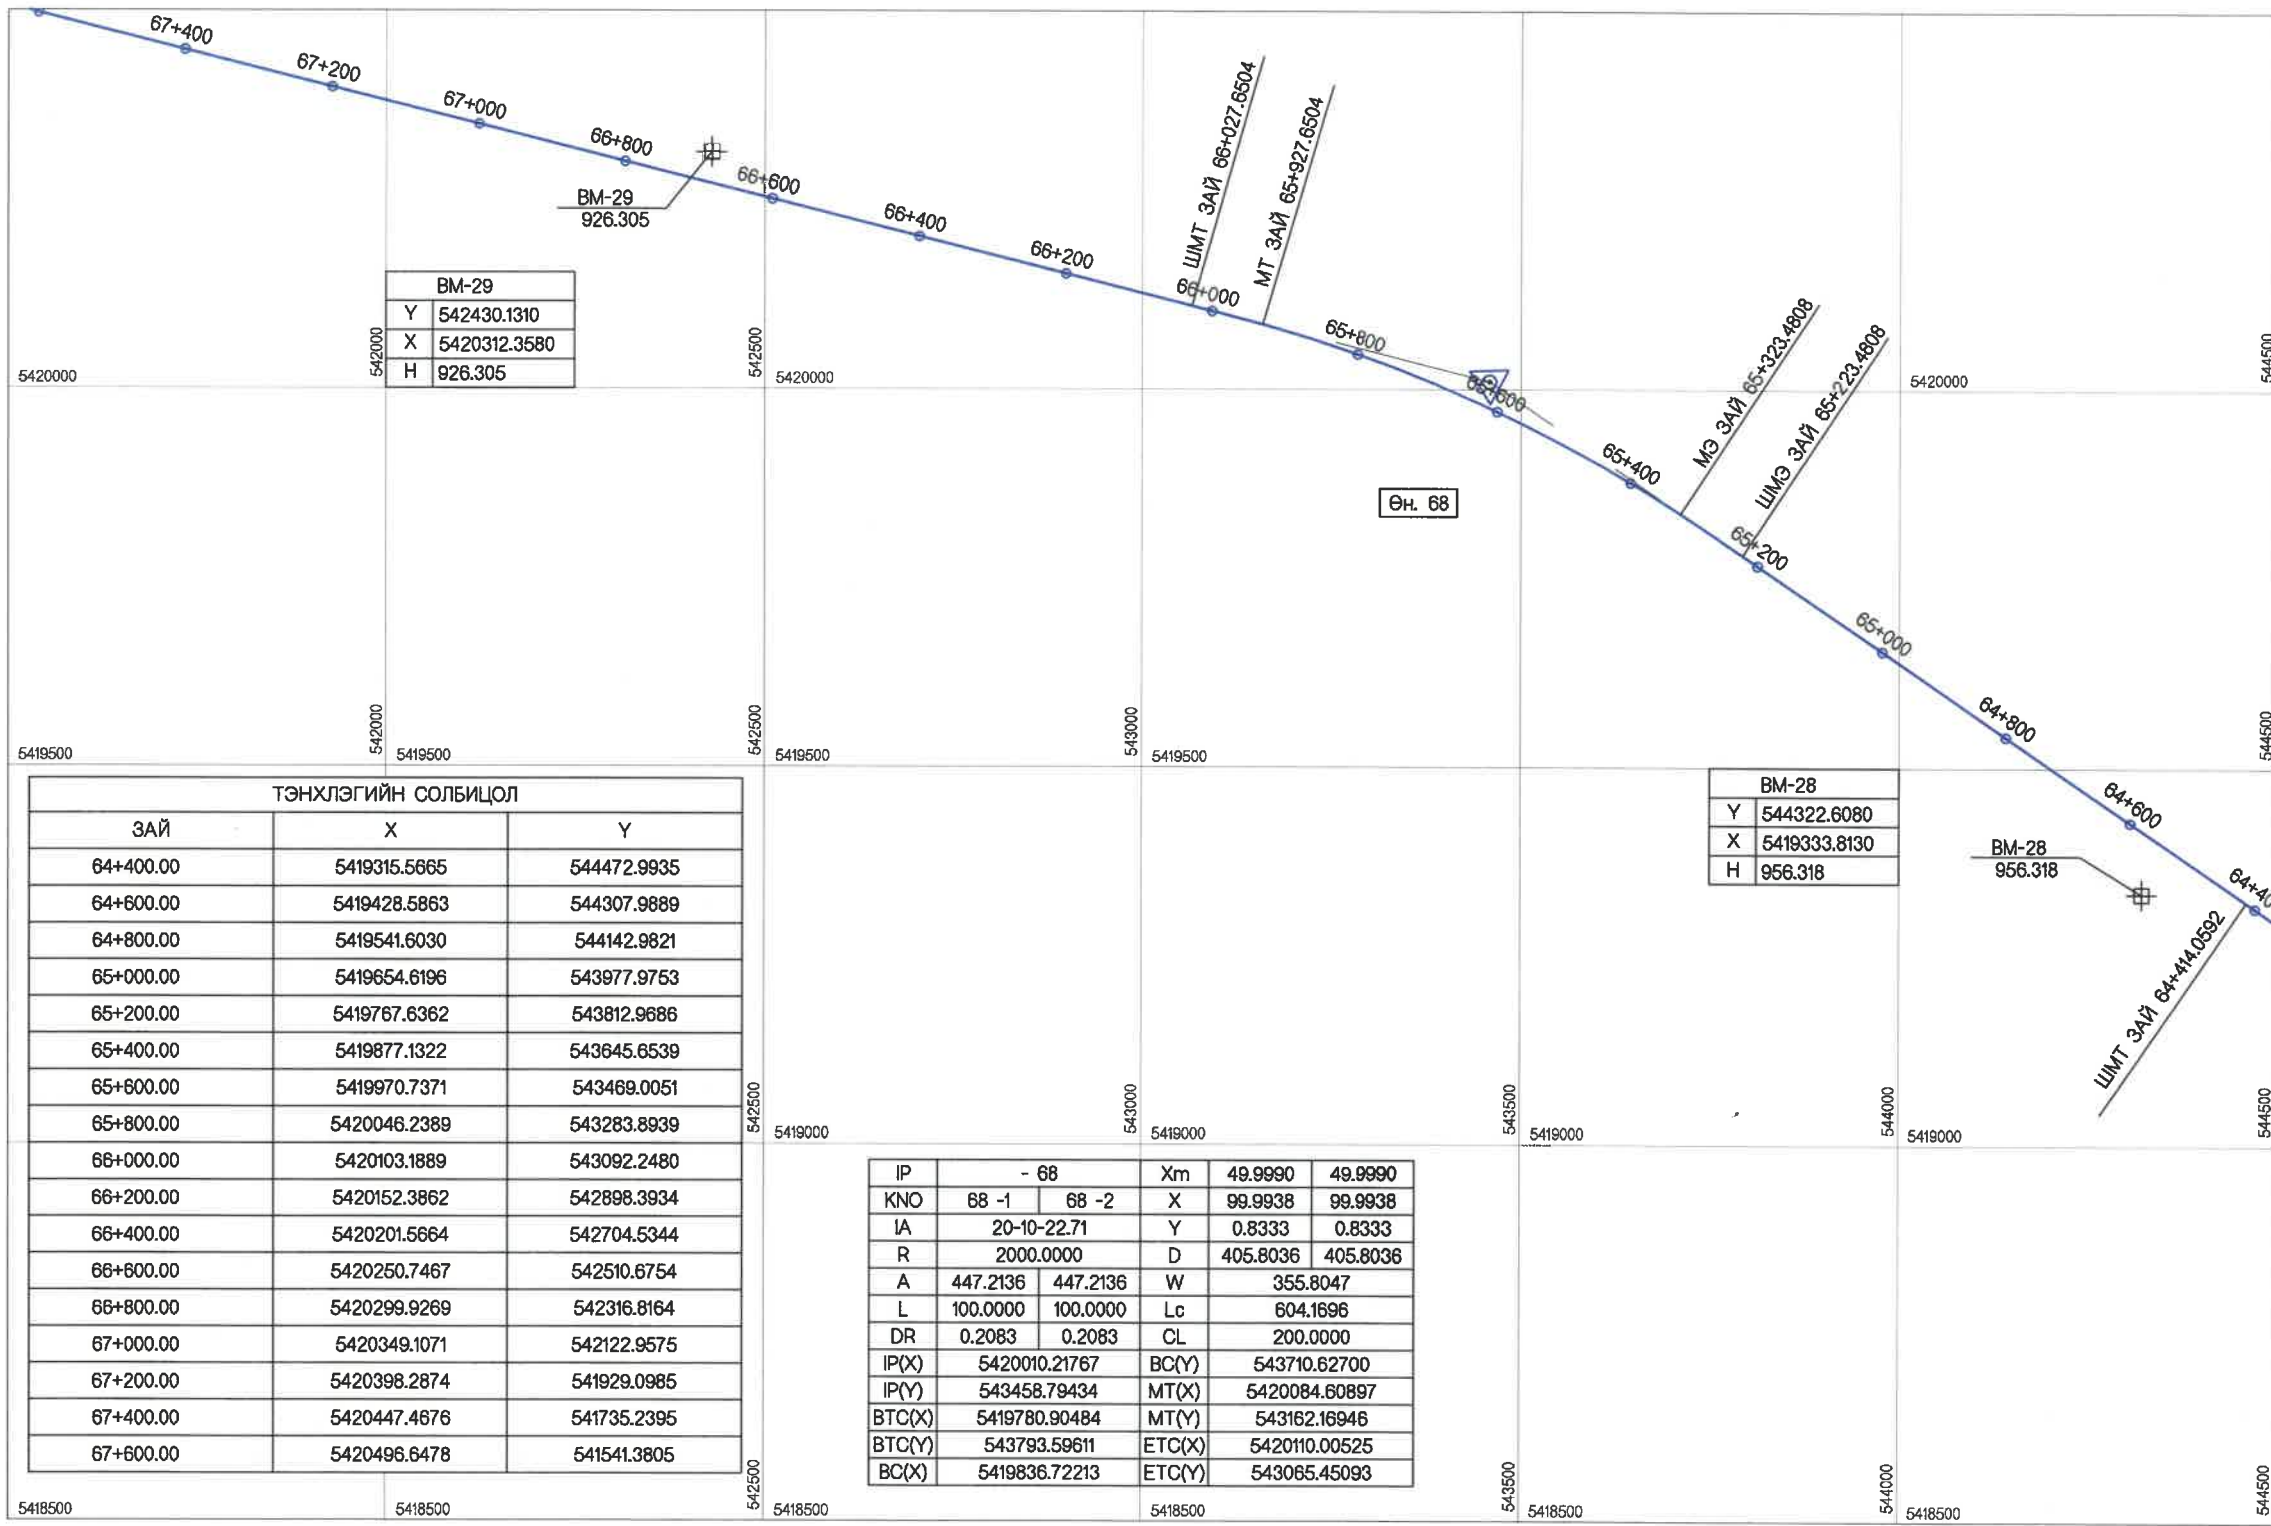 67+400
67+200
67+000
66+800
66+600
66+400
66+200
66+000
65+800
65+600
65+400
65+200
65+000
64+800
64+600
ШМТ ЗАЙ 66+027.6504
МТ ЗАЙ 65+927.6504
МЭ ЗАЙ 65+323.4808
ШМЭ ЗАЙ 65+223.4808
ШМТ ЗАЙ 64+414.0592
BM-29
926.305
BM-29
Y 542430.1310
X 5420312.3580
H 926.305
Өн. 68
542000
542500
544500
5420000
5420000
5420000
542000
542500
543000
544500
5419500
5419500
5419500
5419500
BM-28
Y 544322.6080
X 5419333.8130
H 956.318
BM-28
956.318
ТЭНХЛЭГИЙН СОЛБИЦОЛ
ЗАЙ X Y
64+400.00 5419315.5665 544472.9935
64+600.00 5419428.5863 544307.9889
64+800.00 5419541.6030 544142.9821
65+000.00 5419654.6196 543977.9753
65+200.00 5419767.6362 543812.9686
65+400.00 5419877.1322 543645.6539
65+600.00 5419970.7371 543469.0051
65+800.00 5420046.2389 543283.8939
66+000.00 5420103.1889 543092.2480
66+200.00 5420152.3862 542898.3934
66+400.00 5420201.5664 542704.5344
66+600.00 5420250.7467 542510.6754
66+800.00 5420299.9269 542316.8164
67+000.00 5420349.1071 542122.9575
67+200.00 5420398.2874 541929.0985
67+400.00 5420447.4676 541735.2395
67+600.00 5420496.6478 541541.3805
542500
543000
543500
544000
544500
5419000
5419000
5419000
5419000
IP - 68 Xm 49.9990 49.9990
KNO 68 -1 68 -2 X 99.9938 99.9938
IA 20-10-22.71 Y 0.8333 0.8333
R 2000.0000 D 405.8036 405.8036
A 447.2136 447.2136 W 355.8047
L 100.0000 100.0000 Lc 604.1696
DR 0.2083 0.2083 CL 200.0000
IP(X) 5420010.21767 BC(Y) 543710.62700
IP(Y) 543458.79434 MT(X) 5420084.60897
BTC(X) 5419780.90484 MT(Y) 543162.16946
BTC(Y) 543793.59611 ETC(X) 5420110.00525
BC(X) 5419836.72213 ETC(Y) 543065.45093
542500
543500
544000
544500
5418500
5418500
5418500
5418500
5418500
5418500